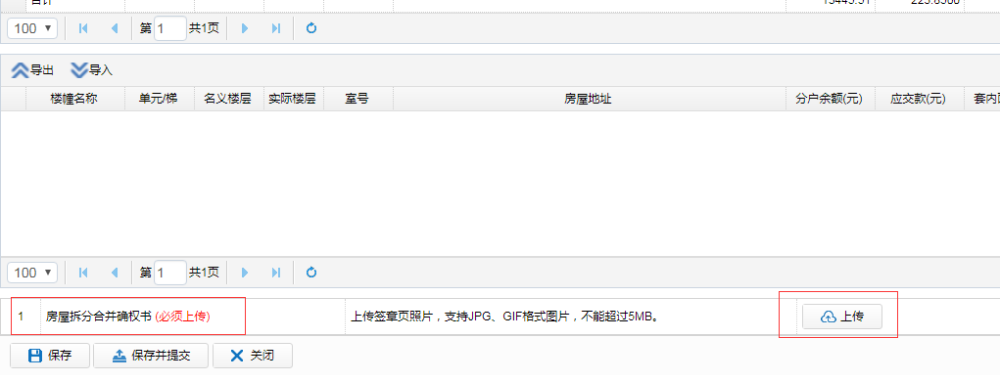 合计 15445.51 225.8500
100 第 1 共1页
导出 导入
楼幢名称 单元/梯 名义楼层 实际楼层 室号 房屋地址 分户余额(元) 应交款(元) 套内
100 第 1 共1页
1 房屋拆分合并确权书 (必须上传) 上传签章页照片，支持JPG、GIF格式图片，不能超过5MB。 上传
保存 保存并提交 关闭